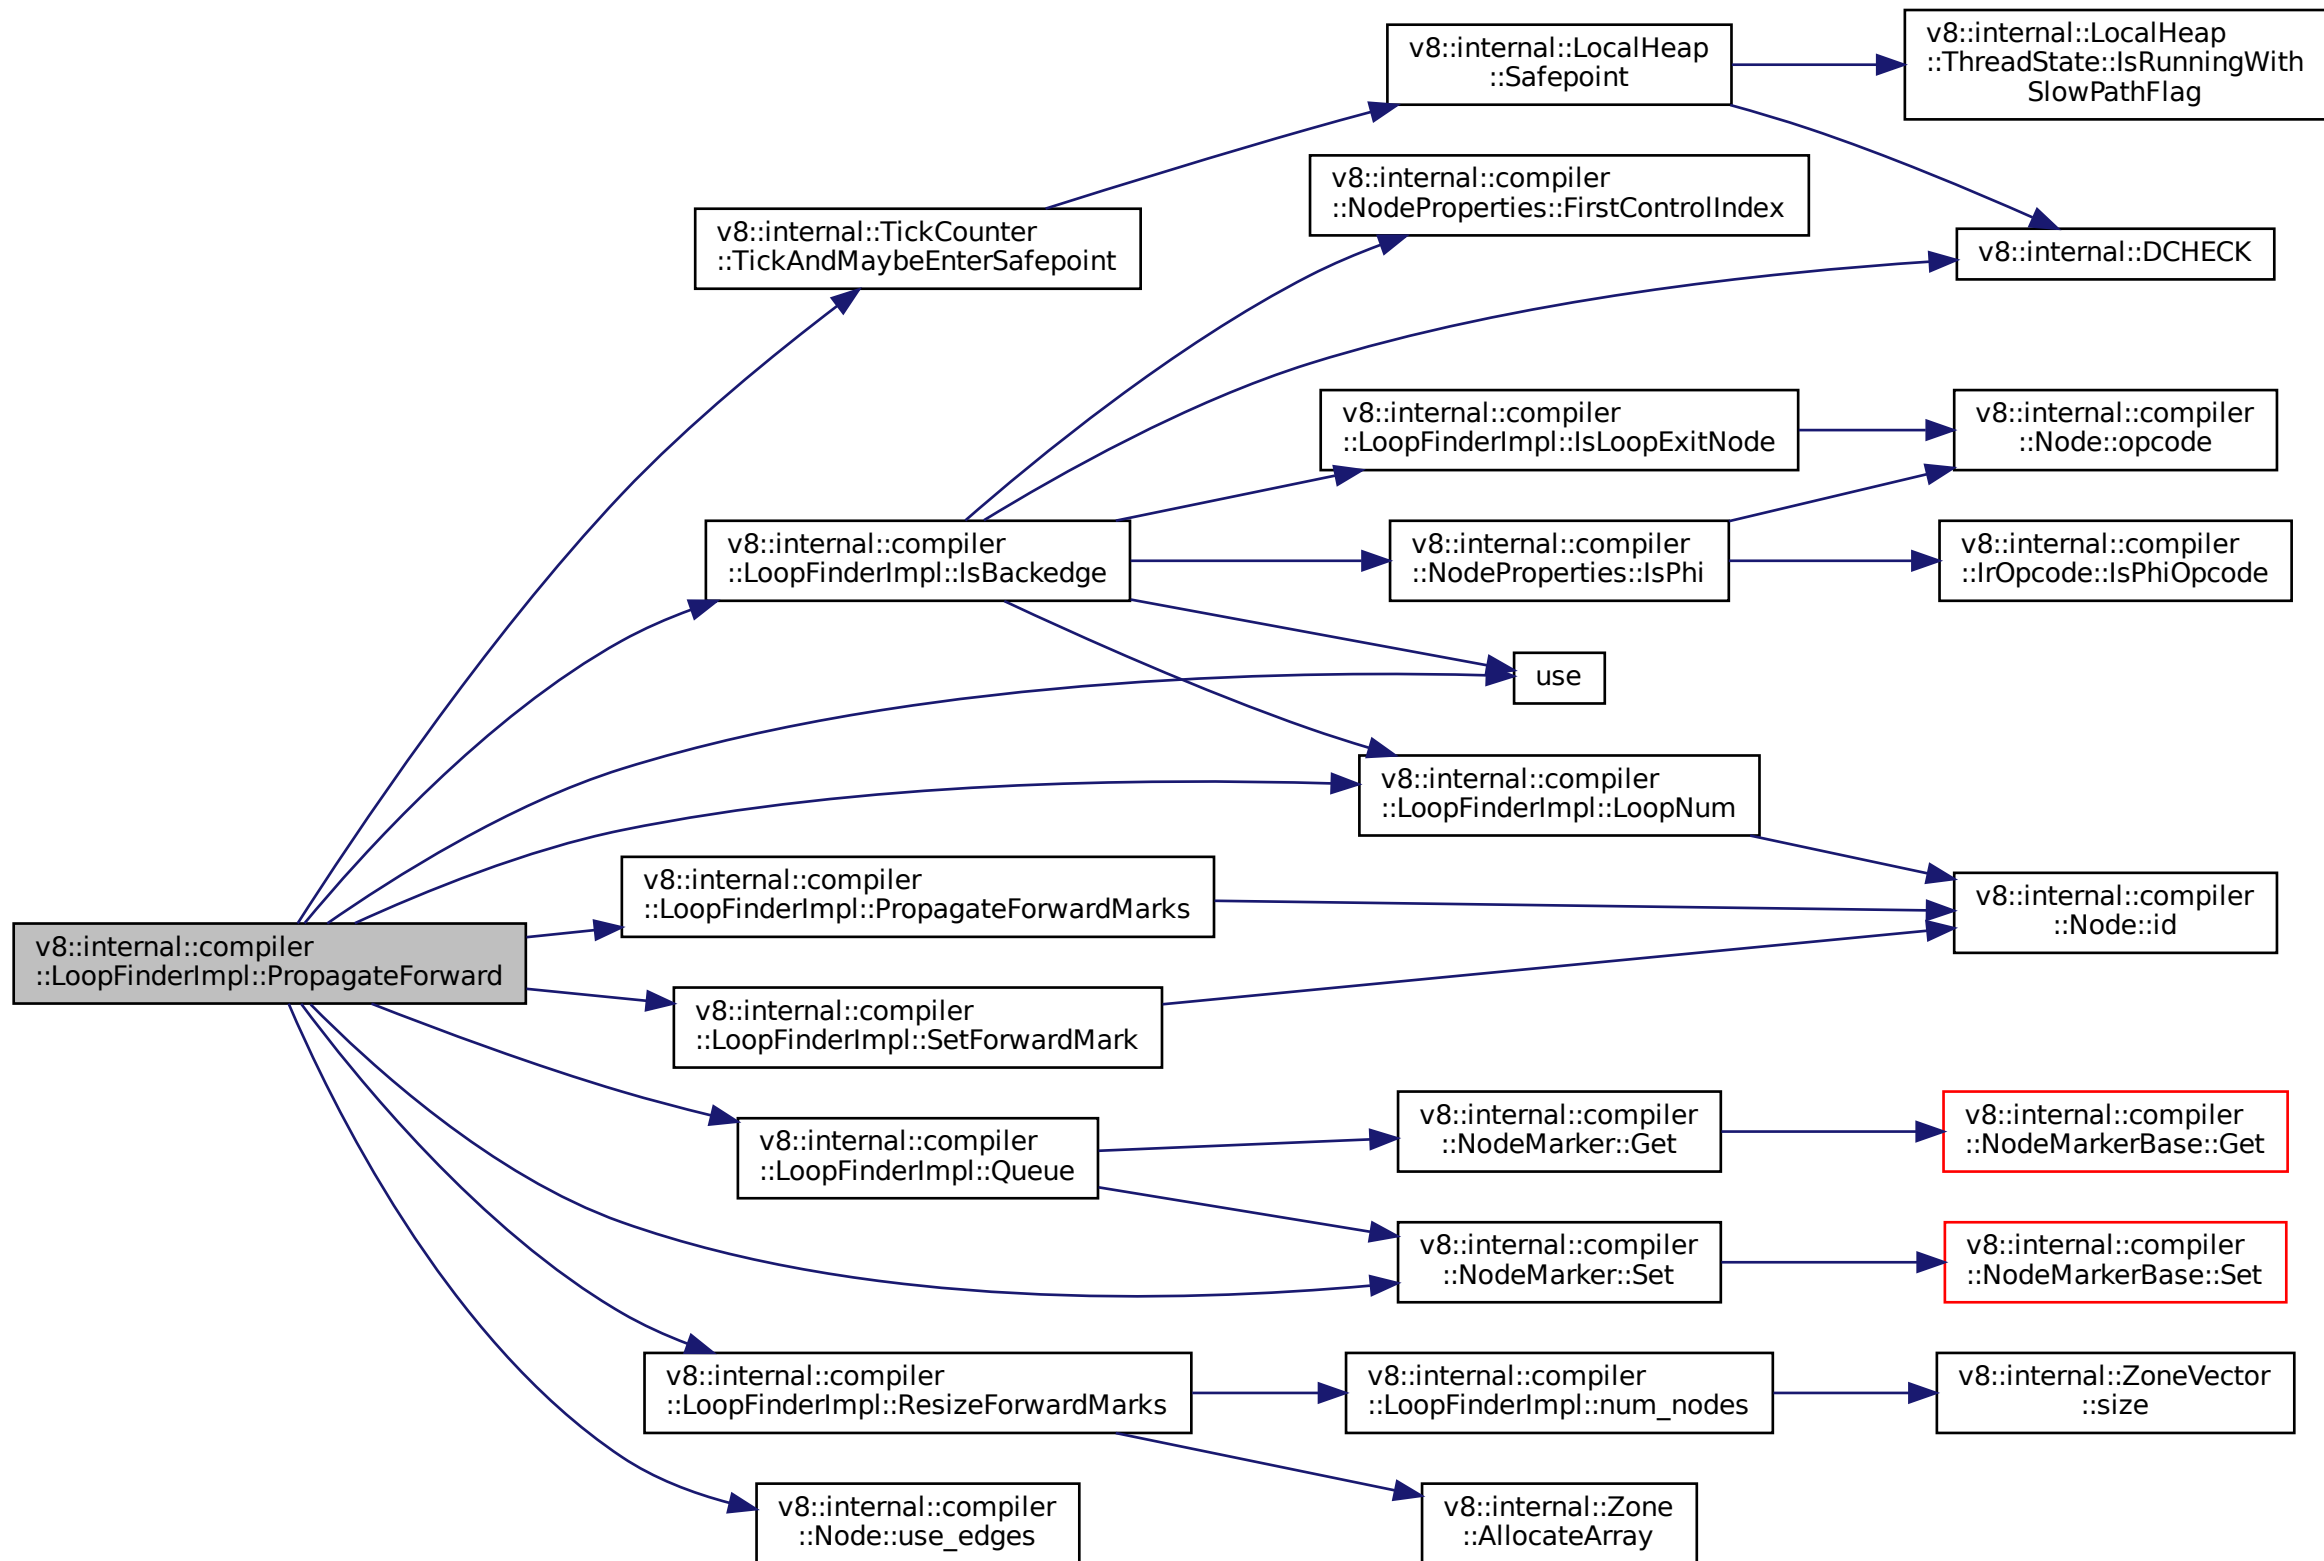 v8::internal::LocalHeap
::Safepoint
v8::internal::LocalHeap
::ThreadState::IsRunningWith
SlowPathFlag
v8::internal::compiler
::NodeProperties::FirstControlIndex
v8::internal::TickCounter
::TickAndMaybeEnterSafepoint
v8::internal::DCHECK
v8::internal::compiler
::LoopFinderImpl::IsLoopExitNode
v8::internal::compiler
::Node::opcode
v8::internal::compiler
::LoopFinderImpl::IsBackedge
v8::internal::compiler
::NodeProperties::IsPhi
v8::internal::compiler
::IrOpcode::IsPhiOpcode
use
v8::internal::compiler
::LoopFinderImpl::LoopNum
v8::internal::compiler
::LoopFinderImpl::PropagateForwardMarks
v8::internal::compiler
::Node::id
v8::internal::compiler
::LoopFinderImpl::PropagateForward
v8::internal::compiler
::LoopFinderImpl::SetForwardMark
v8::internal::compiler
::LoopFinderImpl::Queue
v8::internal::compiler
::NodeMarker::Get
v8::internal::compiler
::NodeMarkerBase::Get
v8::internal::compiler
::NodeMarker::Set
v8::internal::compiler
::NodeMarkerBase::Set
v8::internal::compiler
::LoopFinderImpl::ResizeForwardMarks
v8::internal::compiler
::LoopFinderImpl::num_nodes
v8::internal::ZoneVector
::size
v8::internal::compiler
::Node::use_edges
v8::internal::Zone
::AllocateArray